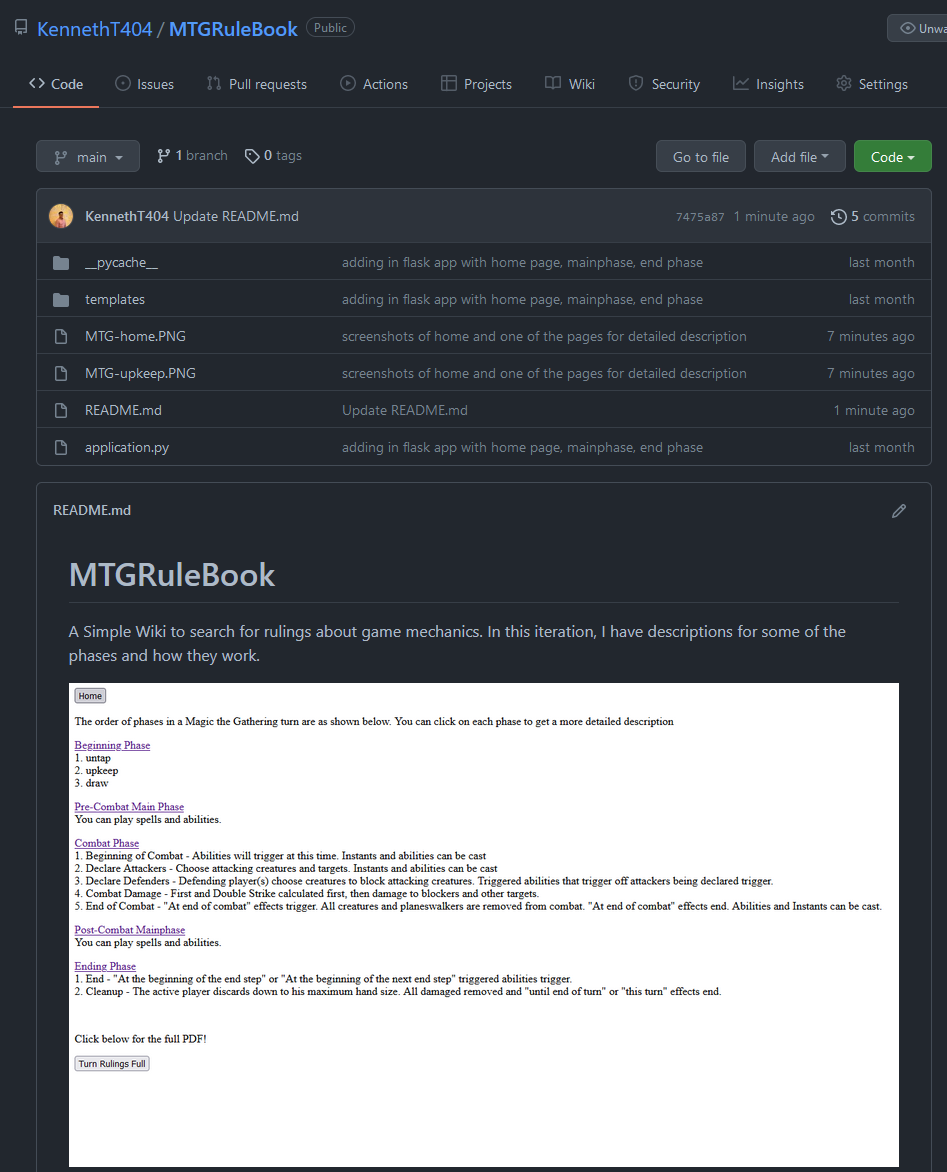 KennethT404 / MTGRuleBook Public
Code Issues Pull requests Actions Projects Wiki Security Insights Settings
main 1 branch 0 tags Go to file Add file Code
KennethT404 Update README.md 7475a87 1 minute ago 5 commits
__pycache__ adding in flask app with home page, mainphase, end phase last month
templates adding in flask app with home page, mainphase, end phase last month
MTG-home.PNG screenshots of home and one of the pages for detailed description 7 minutes ago
MTG-upkeep.PNG screenshots of home and one of the pages for detailed description 7 minutes ago
README.md Update README.md 1 minute ago
application.py adding in flask app with home page, mainphase, end phase last month
README.md
MTGRuleBook
A Simple Wiki to search for rulings about game mechanics. In this iteration, I have descriptions for some of the
phases and how they work.
Home
The order of phases in a Magic the Gathering turn are as shown below. You can click on each phase to get a more detailed description
Beginning Phase
1. untap
2. upkeep
3. draw
Pre-Combat Main Phase
You can play spells and abilities.
Combat Phase
1. Beginning of Combat - Abilities will trigger at this time. Instants and abilities can be cast
2. Declare Attackers - Choose attacking creatures and targets. Instants and abilities can be cast
3. Declare Defenders - Defending player(s) choose creatures to block attacking creatures. Triggered abilities that trigger off attackers being declared trigger.
4. Combat Damage - First and Double Strike calculated first, then damage to blockers and other targets.
5. End of Combat - "At end of combat" effects trigger. All creatures and planeswalkers are removed from combat. "At end of combat" effects end. Abilities and Instants can be cast.
Post-Combat Mainphase
You can play spells and abilities.
Ending Phase
1. End - "At the beginning of the end step" or "At the beginning of the next end step" triggered abilities trigger.
2. Cleanup - The active player discards down to his maximum hand size. All damaged removed and "until end of turn" or "this turn" effects end.
Click below for the full PDF!
Turn Rulings Full